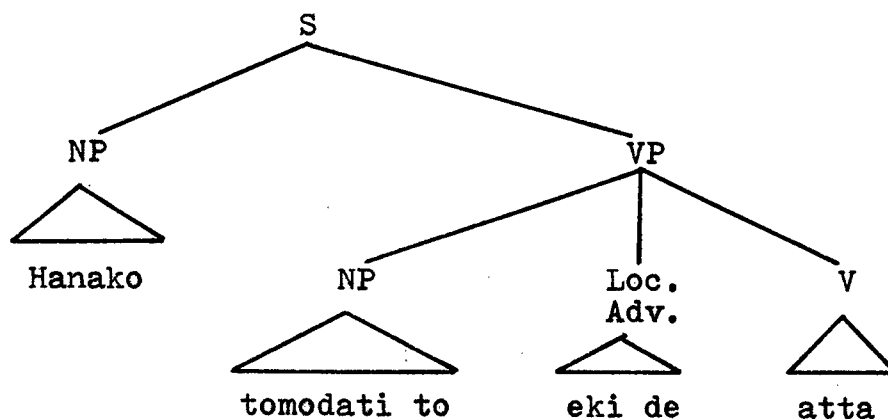 S
NP VP
Hanako NP Loc. V
Adv.
tomodati to eki de atta